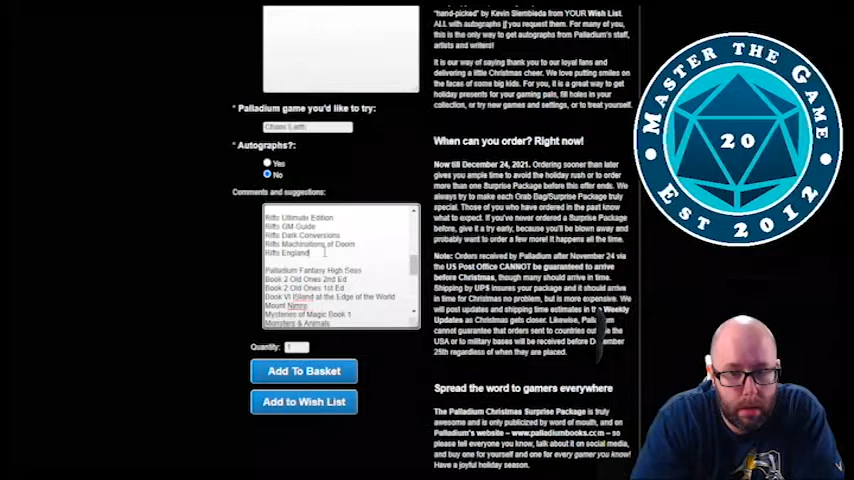 * Palladium game you'd like to try:
Chaos Earth
* Autographs?:
Yes
No
Comments and suggestions:
Rifts Ultimate Edition
Rifts GM Guide
Rifts Dark Conversions
Rifts Machinations of Doom
Rifts England
Palladium Fantasy High Seas
Book 2 Old Ones 2nd Ed
Book 2 Old Ones 1st Ed
Book VI Island at the Edge of the World
Mount Nimro
Mysteries of Magic Book 1
Monsters & Animals
Quantity: 1
Add To Basket
Add to Wish List
"hand-picked" by Kevin Siembieda from YOUR Wish List.
ALL with autographs if you request them. For many of you,
this is the only way to get autographs from Palladium's staff,
artists and writers!
It is our way of saying thank you to our loyal fans and
delivering a little Christmas cheer. We love putting smiles on
the faces of some big kids. For you, it is a great way to get
holiday presents for your gaming pals, fill holes in your
collection, or try new games and settings, or to treat yourself.
When can you order? Right now!
Now till December 24, 2021. Ordering sooner than later
gives you ample time to avoid the holiday rush or to order
more than one Surprise Package before this offer ends. We
always try to make each Grab Bag/Surprise Package truly
special. Those of you who have ordered in the past know
what to expect. If you've never ordered a Surprise Package
before, give it a try early, because you'll be blown away and
probably want to order a few more! It happens all the time.
Note: Orders received by Palladium after November 24 via
the US Post Office CANNOT be guaranteed to arrive
before Christmas, though many should arrive in time.
Shipping by UPS insures your package and it should arrive
in time for Christmas no problem, but is more expensive. We
will post updates and shipping time estimates in the Weekly
Updates as Christmas gets closer. Likewise, Palladium
cannot guarantee that orders sent to countries outside the
USA or to military bases will be received before December
25th regardless of when they are placed.
Spread the word to gamers everywhere
The Palladium Christmas Surprise Package is truly
awesome and is only publicized by word of mouth, and on
Palladium's website – www.palladiumbooks.com – so
please tell everyone you know, talk about it on social media,
and buy one for yourself and one for every gamer you know!
Have a joyful holiday season.
MASTER THE GAME
20
EST 2012